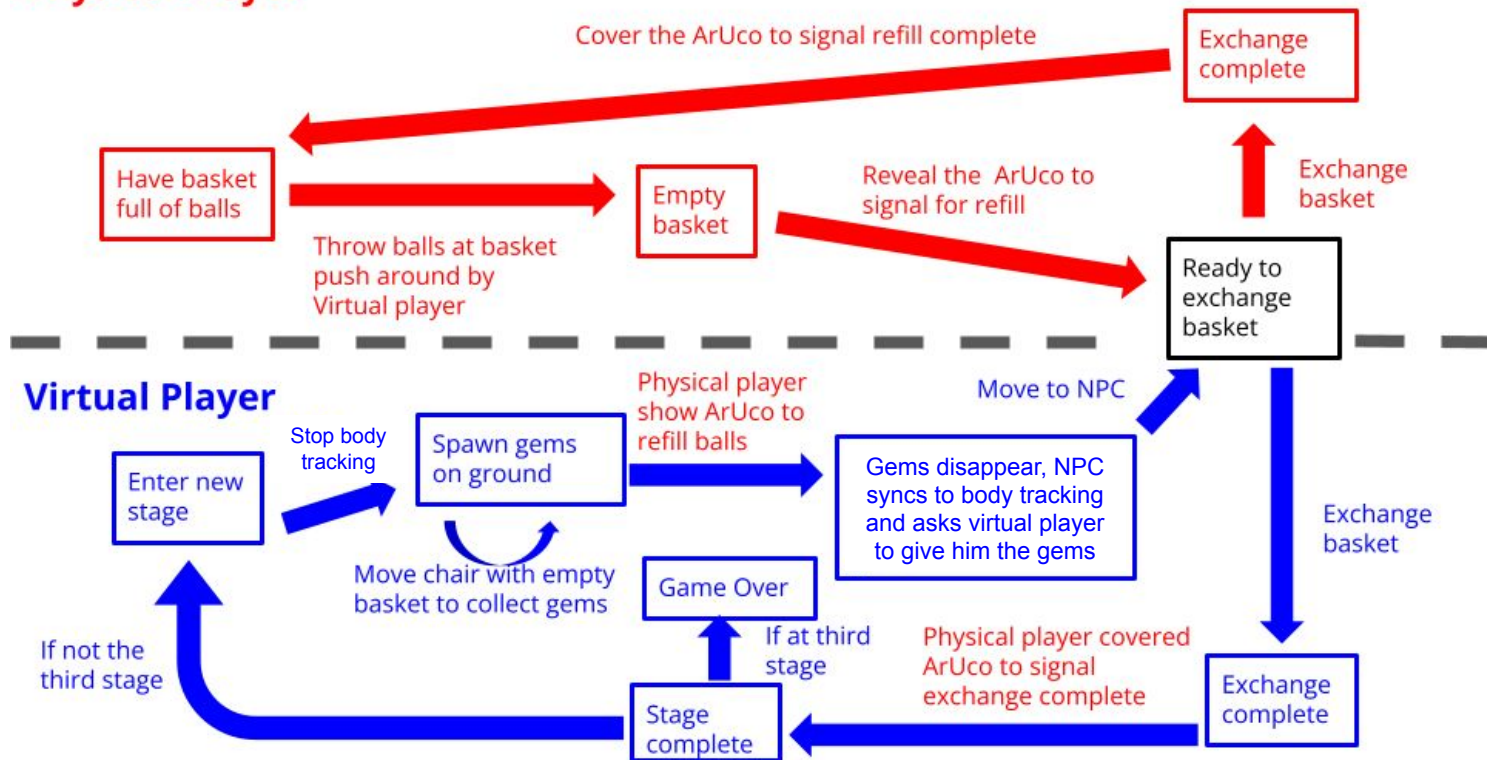 Cover the ArUco to signal refill complete
Exchange
complete
Have basket
full of balls
Empty
basket
Reveal the ArUco to
signal for refill
Exchange
basket
Throw balls at basket
push around by
Virtual player
Ready to
exchange
basket
Virtual Player
Physical player
show ArUco to
refill balls
Move to NPC
Stop body
tracking
Spawn gems
on ground
Enter new
stage
Gems disappear, NPC
syncs to body tracking
and asks virtual player
to give him the gems
Exchange
basket
Move chair with empty
basket to collect gems
Game Over
If not the
third stage
If at third
stage
Physical player covered
ArUco to signal
exchange complete
Exchange
complete
Stage
complete